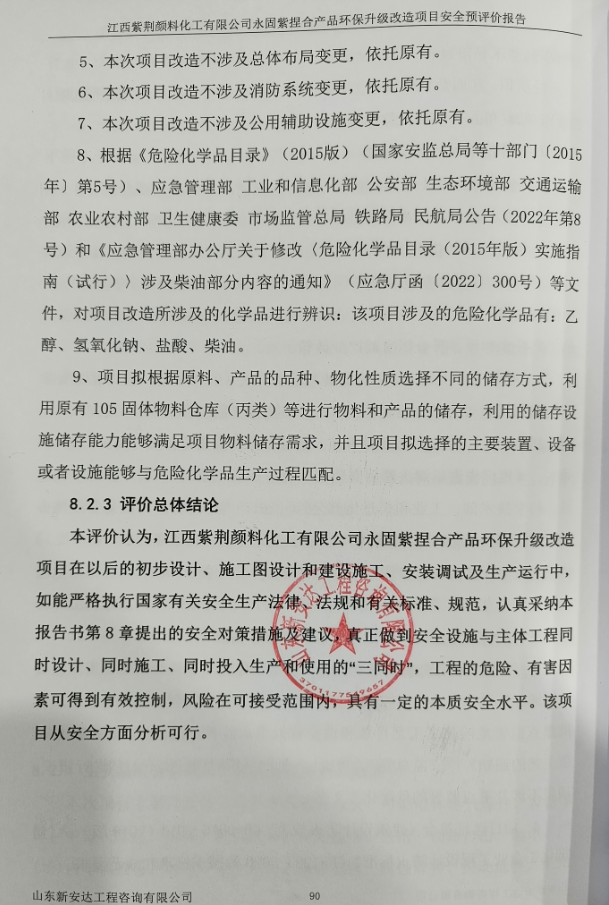 江西紫荆颜料化工有限公司永固紫捏合产品环保升级改造项目安全预评价报告
5、本次项目改造不涉及总体布局变更，依托原有。
6、本次项目改造不涉及消防系统变更，依托原有。
7、本次项目改造不涉及公用辅助设施变更，依托原有。
8、根据《危险化学品目录》（2015版）（国家安监总局等十部门〔2015
年〕第5号）、应急管理部 工业和信息化部 公安部 生态环境部 交通运输
部 农业农村部 卫生健康委 市场监管总局 铁路局 民航局公告（2022年第8
号）和《应急管理部办公厅关于修改〈危险化学品目录（2015年版）实施指
南（试行）〉涉及柴油部分内容的通知》（应急厅函〔2022〕300号）等文
件，对项目改造所涉及的化学品进行辨识：该项目涉及的危险化学品有：乙
醇、氢氧化钠、盐酸、柴油。
9、项目拟根据原料、产品的品种、物化性质选择不同的储存方式，利
用原有 105 固体物料仓库（丙类）等进行物料和产品的储存，利用的储存设
施储存能力能够满足项目物料储存需求，并且项目拟选择的主要装置、设备
或者设施能够与危险化学品生产过程匹配。
8.2.3 评价总体结论
本评价认为，江西紫荆颜料化工有限公司永固紫捏合产品环保升级改造
项目在以后的初步设计、施工图设计和建设施工、安装调试及生产运行中，
如能严格执行国家有关安全生产法律、法规和有关标准、规范，认真采纳本
报告书第 8 章提出的安全对策措施及建议，真正做到安全设施与主体工程同
时设计、同时施工、同时投入生产和使用的“三同时”，工程的危险、有害因
素可得到有效控制，风险在可接受范围内，具有一定的本质安全水平。该项
目从安全方面分析可行。
山东新安达工程咨询有限公司
山东新安达工程咨询有限公司 90